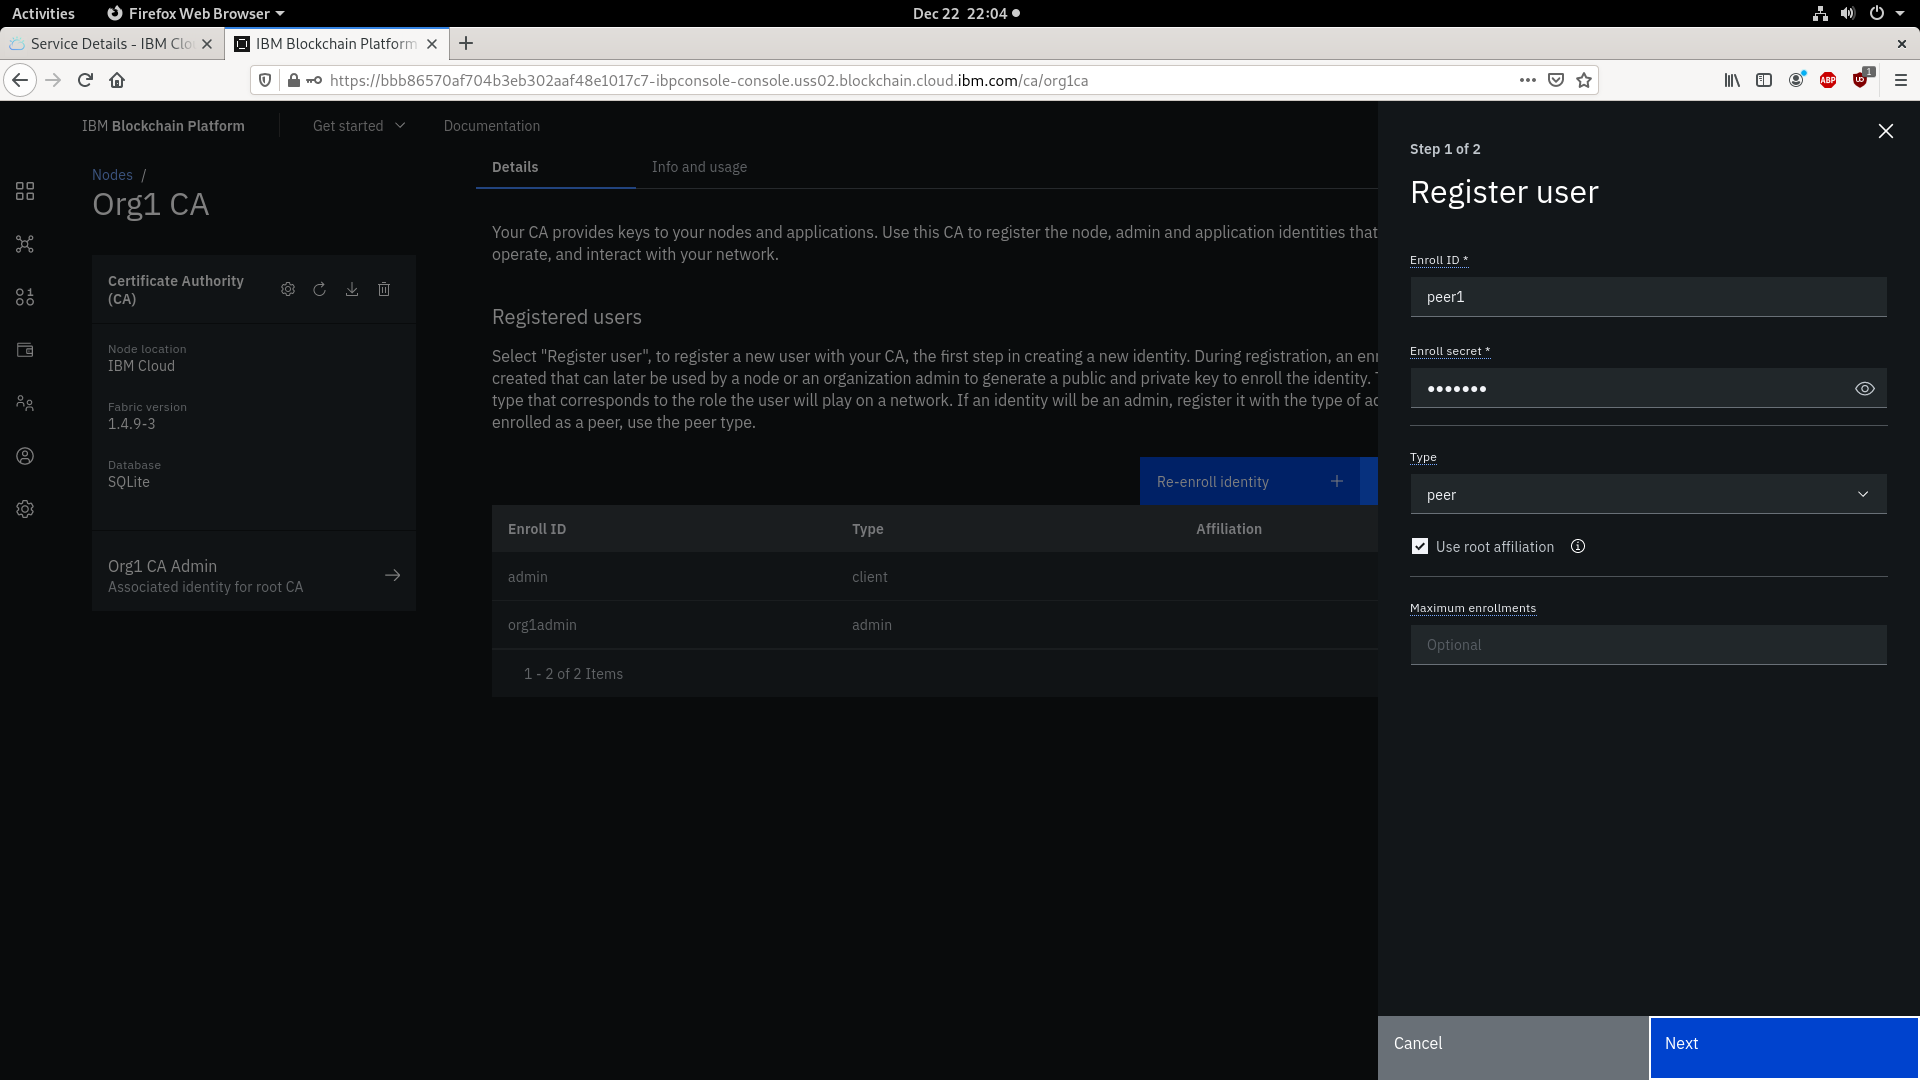 Activities
Firefox Web Browser
Dec 22 22:04
Service Details - IBM Clo
IBM Blockchain Platform
https://bbb86570af704b3eb302aaf48e1017c7-ibpconsole-console.uss02.blockchain.cloud.ibm.com/ca/org1ca
ABP
1
IBM Blockchain Platform
Get started
Documentation
Nodes /
Org1 CA
Certificate Authority
(CA)
Node location
IBM Cloud
Fabric version
1.4.9-3
Database
SQLite
Org1 CA Admin
Associated identity for root CA
Details
Info and usage
Your CA provides keys to your nodes and applications. Use this CA to register the node, admin and application identities that
operate, and interact with your network.
Registered users
Select "Register user", to register a new user with your CA, the first step in creating a new identity. During registration, an enr
created that can later be used by a node or an organization admin to generate a public and private key to enroll the identity. T
type that corresponds to the role the user will play on a network. If an identity will be an admin, register it with the type of ad
enrolled as a peer, use the peer type.
Re-enroll identity
Enroll ID
Type
Affiliation
admin
client
org1admin
admin
1 - 2 of 2 Items
Step 1 of 2
Register user
Enroll ID *
peer1
Enroll secret *
•••••••
Type
peer
Use root affiliation
Maximum enrollments
Optional
Cancel
Next